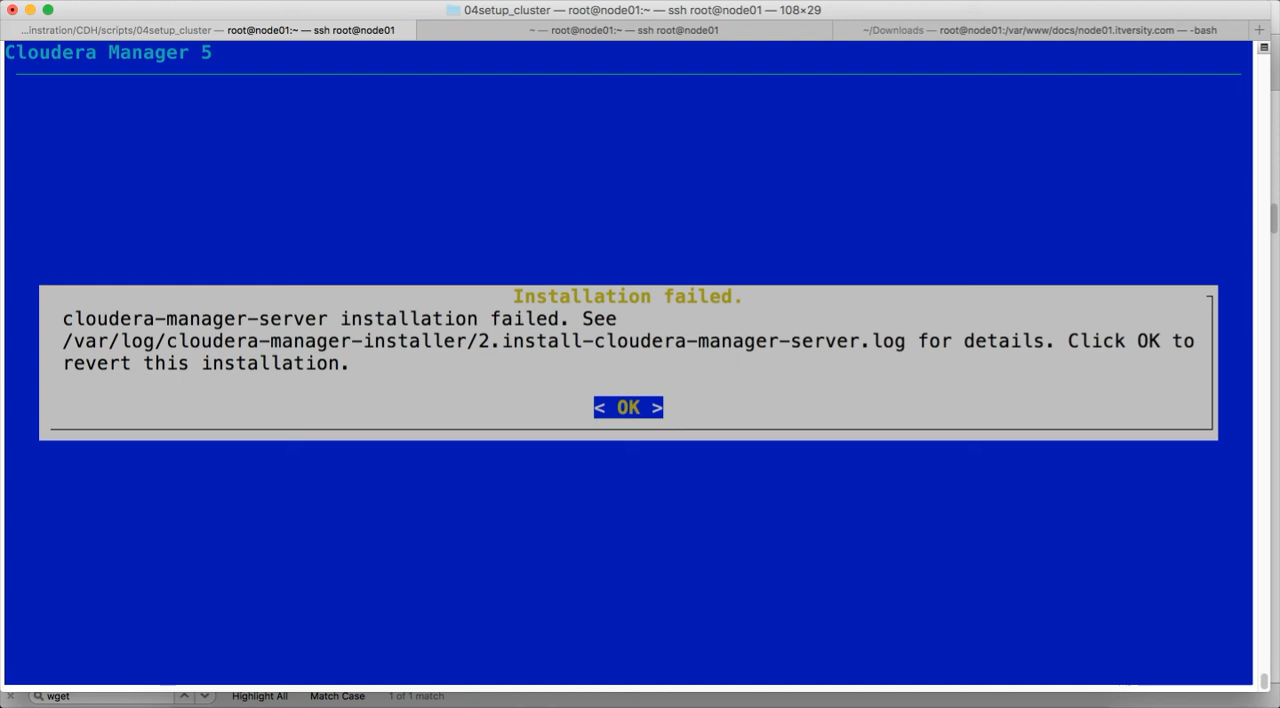 04setup_cluster — root@node01:~ — ssh root@node01 — 108×29
...instration/CDH/scripts/04setup_cluster — root@node01:~ — ssh root@node01
~ — root@node01:~ — ssh root@node01
~/Downloads — root@node01:/var/www/docs/node01.itversity.com — -bash
+
Cloudera Manager 5
Installation failed.
cloudera-manager-server installation failed. See
/var/log/cloudera-manager-installer/2.install-cloudera-manager-server.log for details. Click OK to
revert this installation.
< OK >
wget
Highlight All
Match Case
1 of 1 match